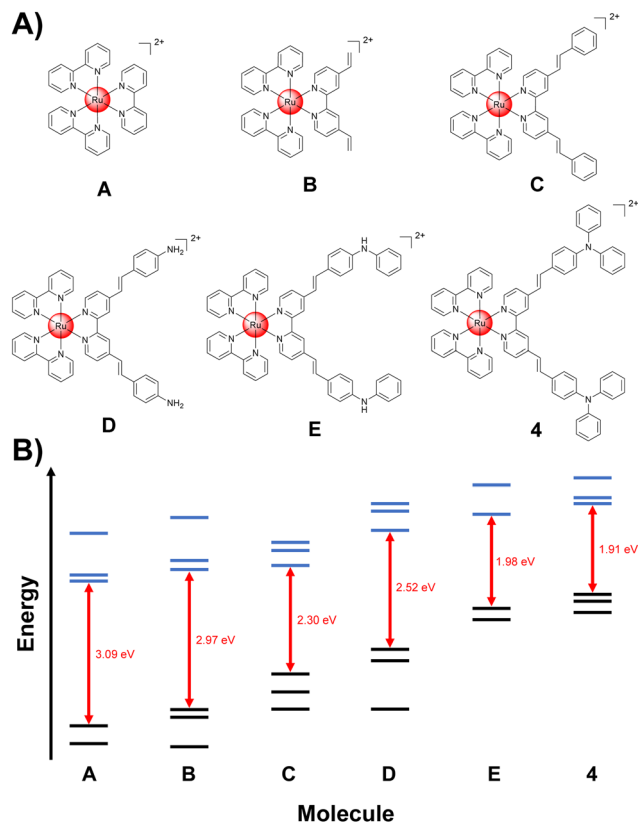 A)
2+ 2+ 2+
N N N N N N Ru
N N N N N N Ru
N N N N N N Ru
A B C
2+ 2+ 2+
NH2 H N N
N N N N N N Ru
N N N N N N Ru
N N N N N N Ru
NH2 N H N
D E 4
B)
Energy
3.09 eV
2.97 eV
2.30 eV
2.52 eV
1.98 eV
1.91 eV
A B C D E 4
Molecule